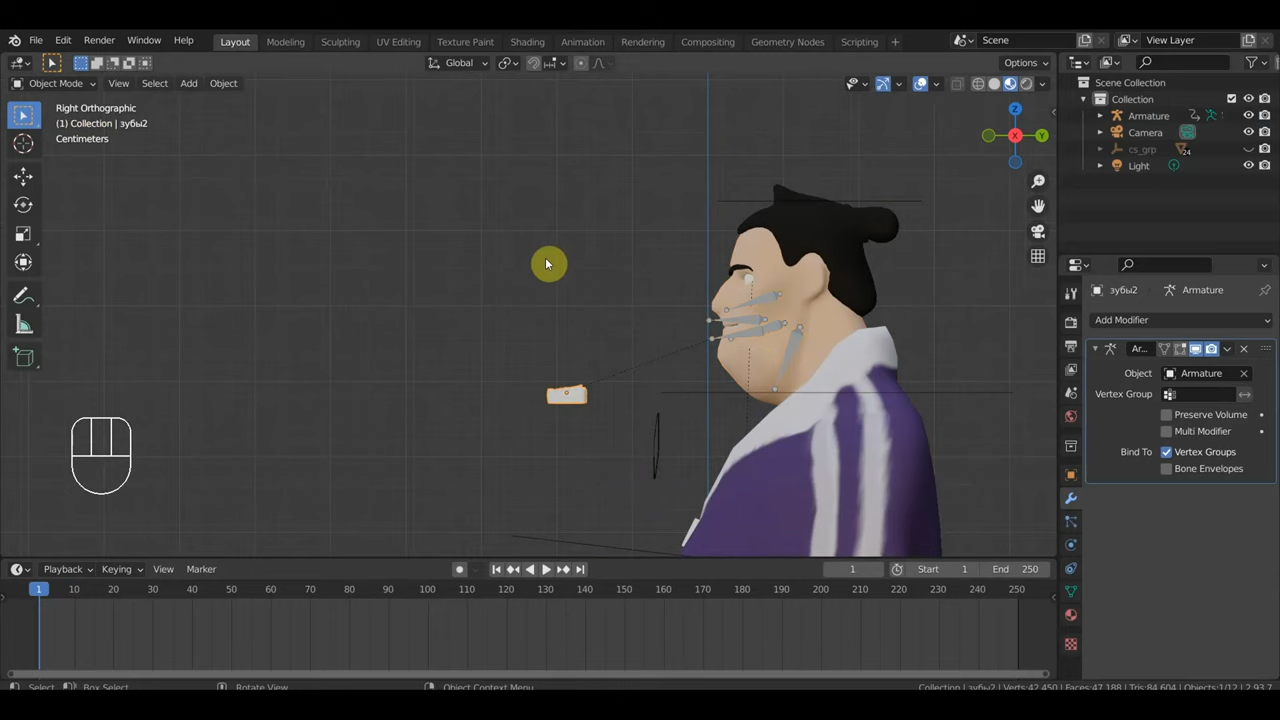 File Edit Render Window Help Layout Modeling Sculpting UV Editing Texture Paint Shading Animation Rendering Compositing Geometry Nodes Scripting + Scene View Layer
Global Options
Object Mode View Select Add Object
Right Orthographic
(1) Collection | зубы2
Centimeters
Z
X
Y
Scene Collection
Collection
Armature
Camera
cs_grp 24
Light
зубы2 Armature
Add Modifier
Ar...
Object Armature
Vertex Group
Preserve Volume
Multi Modifier
Bind To Vertex Groups
Bone Envelopes
Playback Keying View Marker 1 Start 1 End 250
1 10 20 30 40 50 60 70 80 90 100 110 120 130 140 150 160 170 180 190 200 210 220 230 240 250
Select Box Select Rotate View Object Context Menu Collection | зубы2 | Verts:42,450 | Faces:47,188 | Tris:84,604 | Objects:1/12